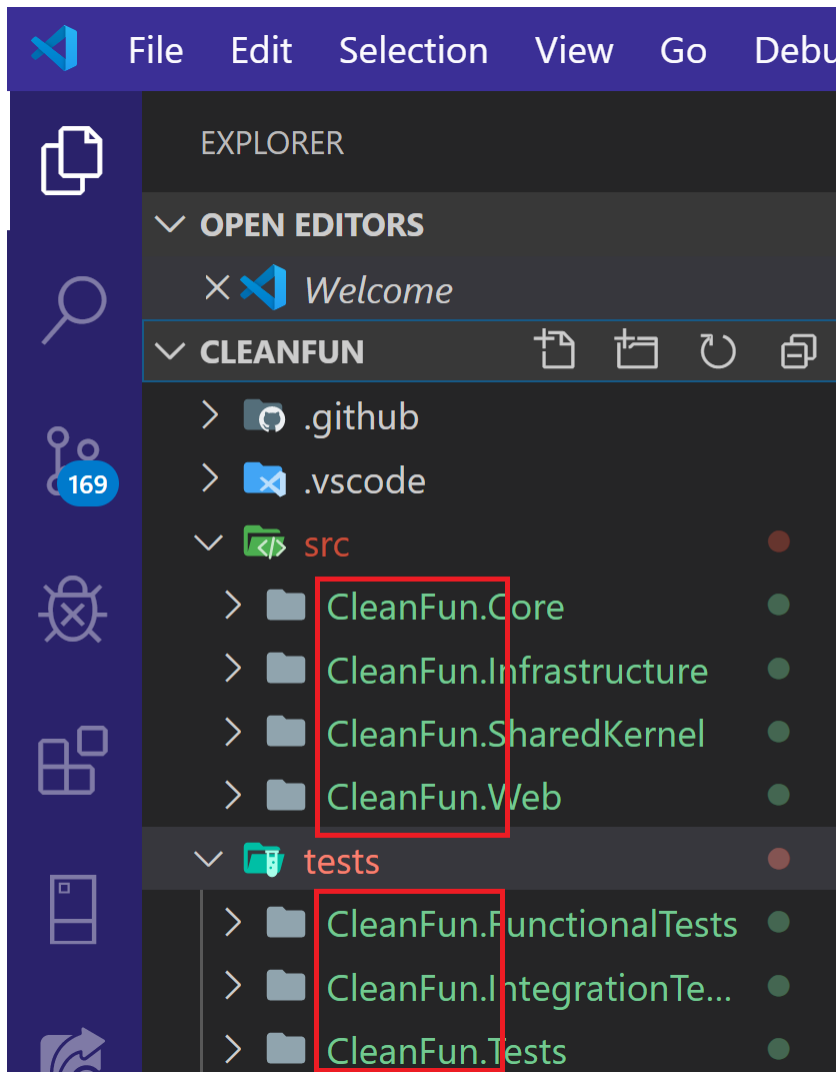 File Edit Selection View Go Debu
EXPLORER
OPEN EDITORS
Welcome
CLEANFUN
.github
.vscode
169
src
CleanFun.Core
CleanFun.Infrastructure
CleanFun.SharedKernel
CleanFun.Web
tests
CleanFun.FunctionalTests
CleanFun.IntegrationTe...
CleanFun.Tests